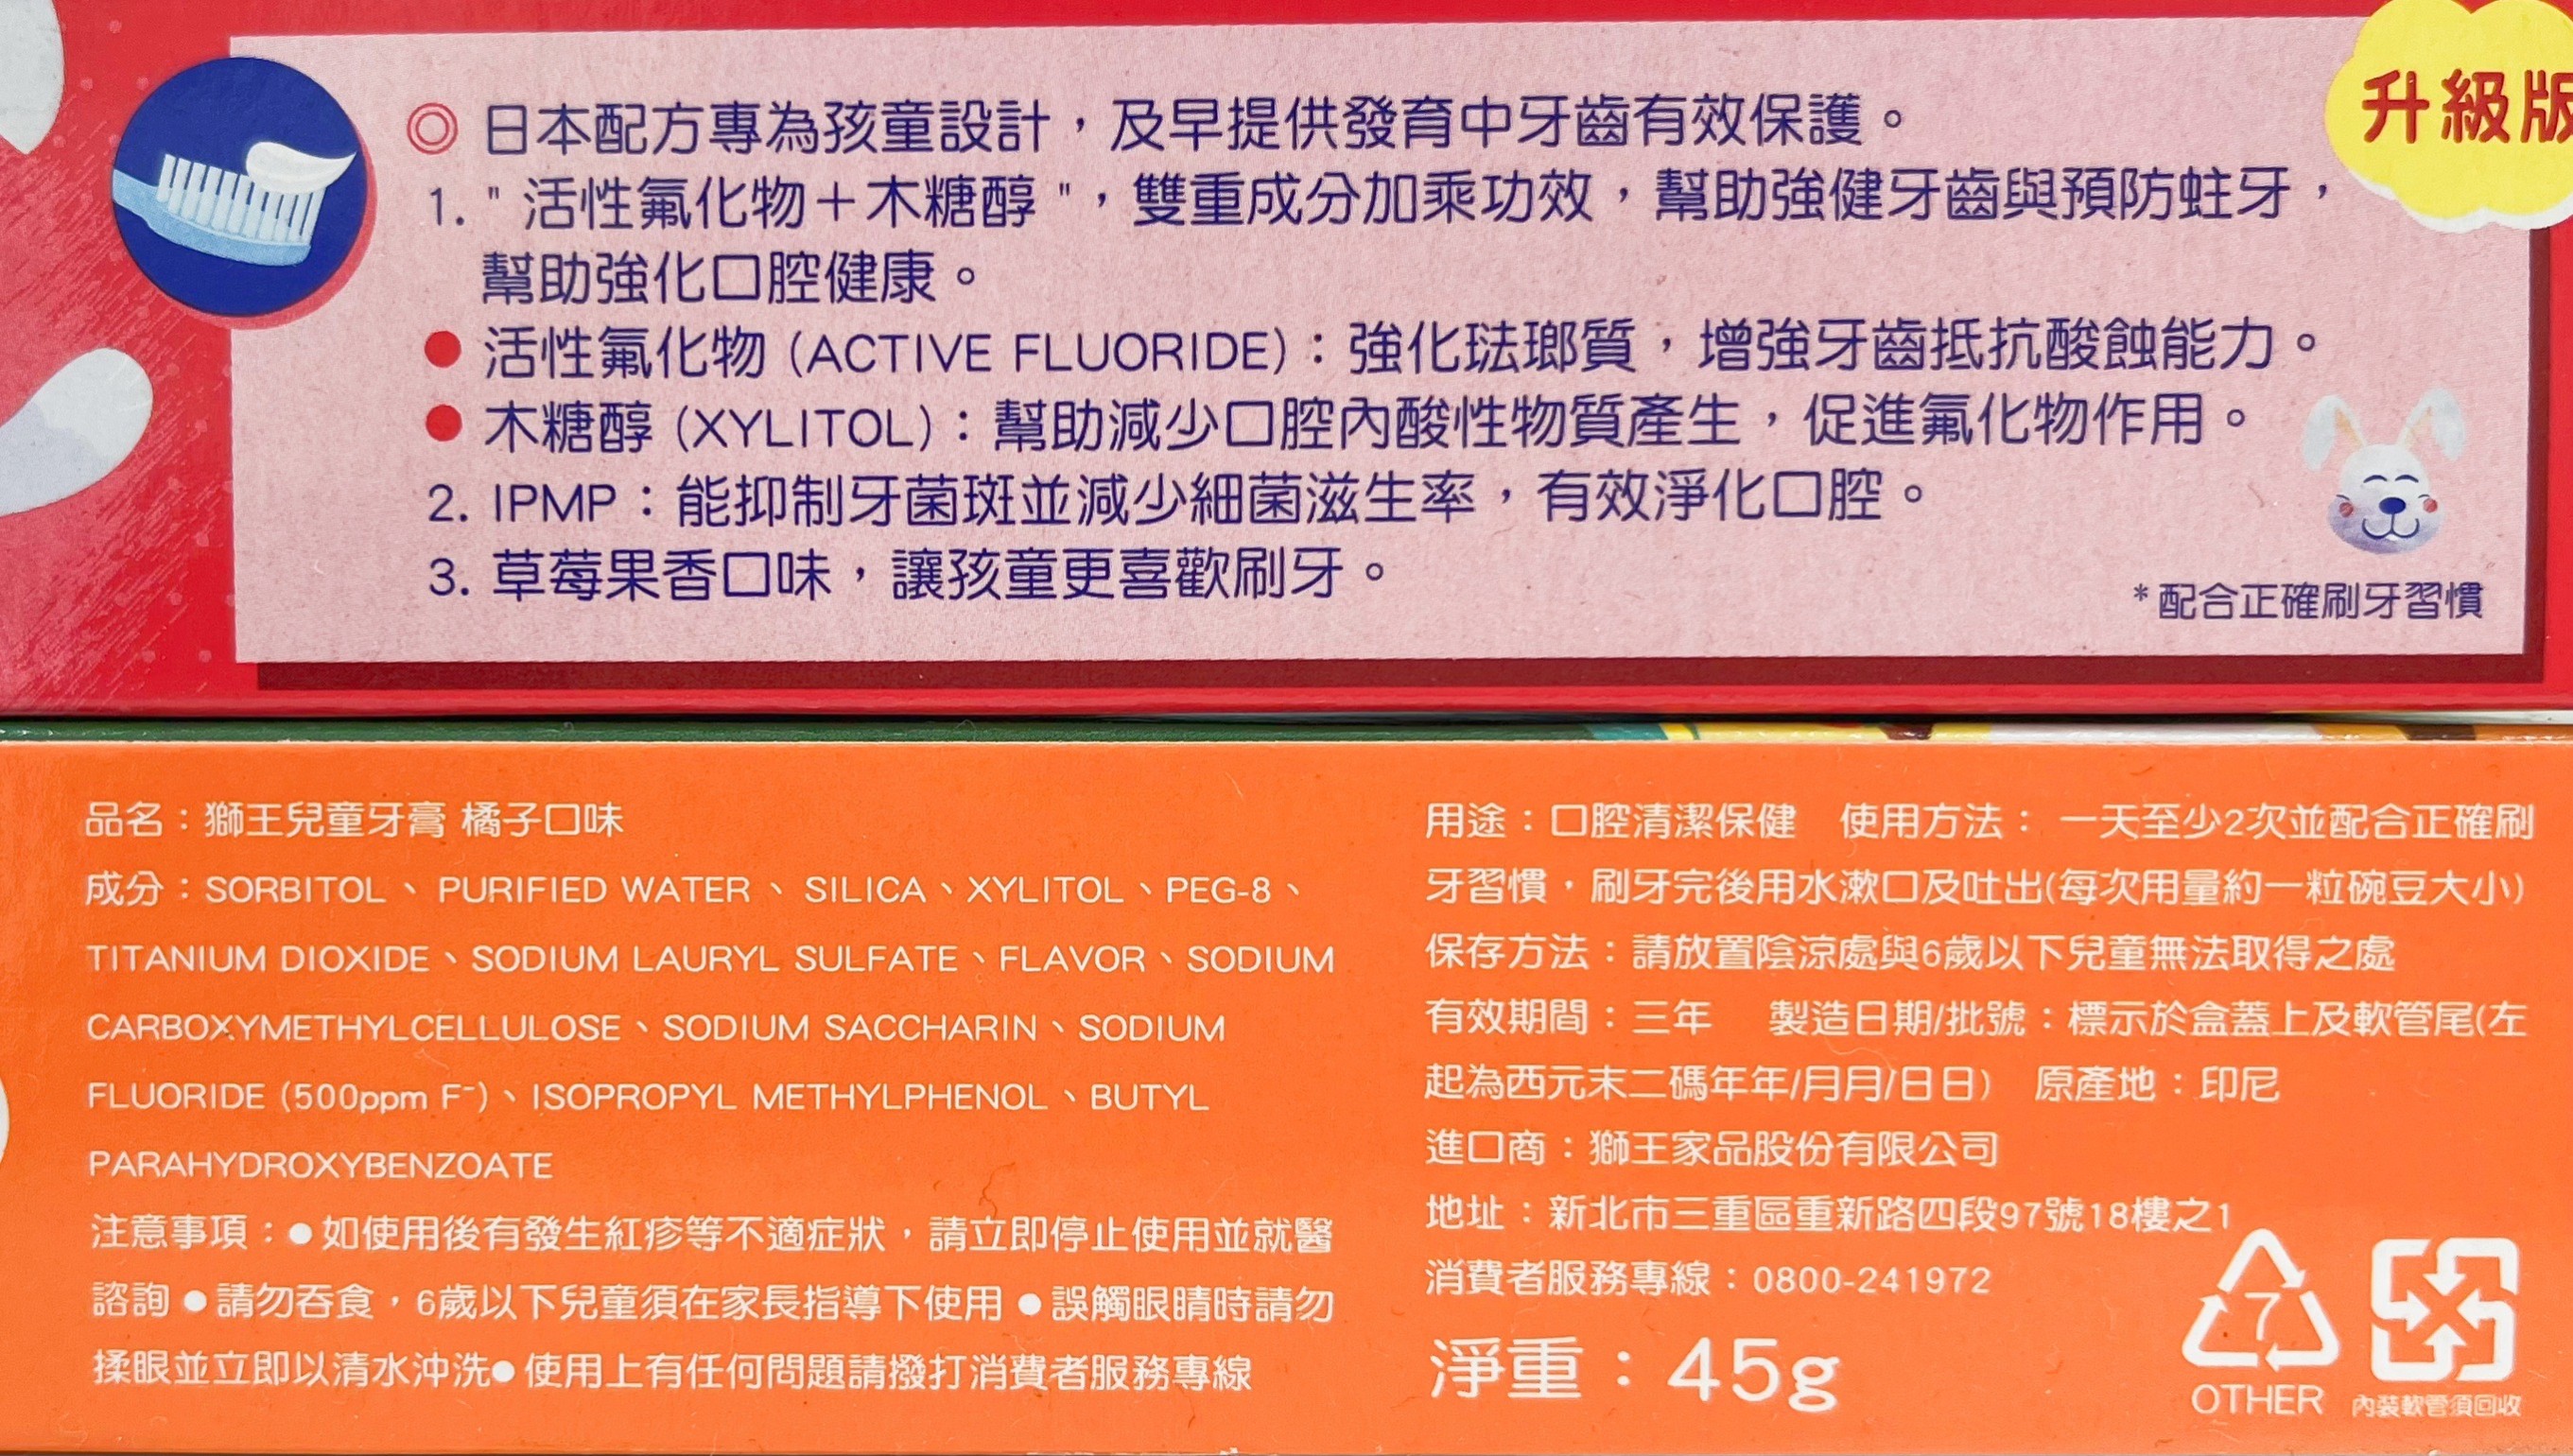 升級版
◎ 日本配方專為孩童設計，及早提供發育中牙齒有效保護。
1. " 活性氟化物＋木糖醇 "，雙重成分加乘功效，幫助強健牙齒與預防蛀牙，
幫助強化口腔健康。
● 活性氟化物 (ACTIVE FLUORIDE)：強化琺瑯質，增強牙齒抵抗酸蝕能力。
● 木糖醇 (XYLITOL)：幫助減少口腔內酸性物質產生，促進氟化物作用。
2. IPMP：能抑制牙菌斑並減少細菌滋生率，有效淨化口腔。
3. 草莓果香口味，讓孩童更喜歡刷牙。
*配合正確刷牙習慣
品名：獅王兒童牙膏 橘子口味
成分：SORBITOL、PURIFIED WATER、SILICA、XYLITOL、PEG-8、
TITANIUM DIOXIDE、SODIUM LAURYL SULFATE、FLAVOR、SODIUM
CARBOXYMETHYLCELLULOSE、SODIUM SACCHARIN、SODIUM
FLUORIDE (500ppm F⁻)、ISOPROPYL METHYLPHENOL、BUTYL
PARAHYDROXYBENZOATE
注意事項：●如使用後有發生紅疹等不適症狀，請立即停止使用並就醫
諮詢●請勿吞食，6歲以下兒童須在家長指導下使用●誤觸眼睛時請勿
揉眼並立即以清水沖洗●使用上有任何問題請撥打消費者服務專線
用途：口腔清潔保健 使用方法：一天至少2次並配合正確刷
牙習慣，刷牙完後用水漱口及吐出(每次用量約一粒碗豆大小)
保存方法：請放置陰涼處與6歲以下兒童無法取得之處
有效期間：三年 製造日期/批號：標示於盒蓋上及軟管尾(左
起為西元末二碼年年/月月/日日) 原產地：印尼
進口商：獅王家品股份有限公司
地址：新北市三重區重新路四段97號18樓之1
消費者服務專線：0800-241972
淨重：45g
7
OTHER
內裝軟管須回收